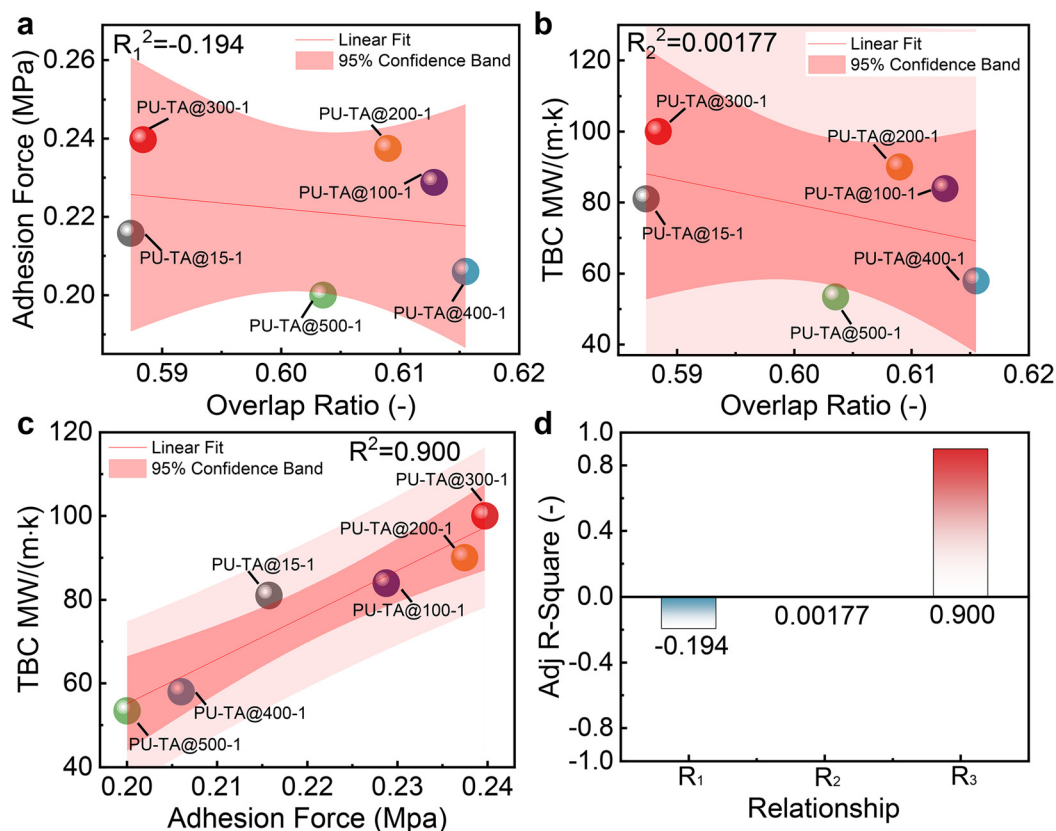 a
R₁²=-0.194
Linear Fit
95% Confidence Band
0.26
0.24
0.22
0.20
Adhesion Force (MPa)
PU-TA@300-1
PU-TA@200-1
PU-TA@100-1
PU-TA@15-1
PU-TA@500-1
PU-TA@400-1
0.59 0.60 0.61 0.62
Overlap Ratio (-)
b
R₂²=0.00177
Linear Fit
95% Confidence Band
120
100
80
60
40
TBC MW/(m·k)
PU-TA@300-1
PU-TA@200-1
PU-TA@100-1
PU-TA@15-1
PU-TA@400-1
PU-TA@500-1
0.59 0.60 0.61 0.62
Overlap Ratio (-)
c
Linear Fit
95% Confidence Band
R²=0.900
120
100
80
60
40
TBC MW/(m·k)
PU-TA@300-1
PU-TA@200-1
PU-TA@15-1
PU-TA@100-1
PU-TA@400-1
PU-TA@500-1
0.20 0.21 0.22 0.23 0.24
Adhesion Force (Mpa)
d
1.0
0.8
0.4
0.0
-0.4
-0.8
-1.0
Adj R-Square (-)
-0.194
0.00177
0.900
R₁ R₂ R₃
Relationship